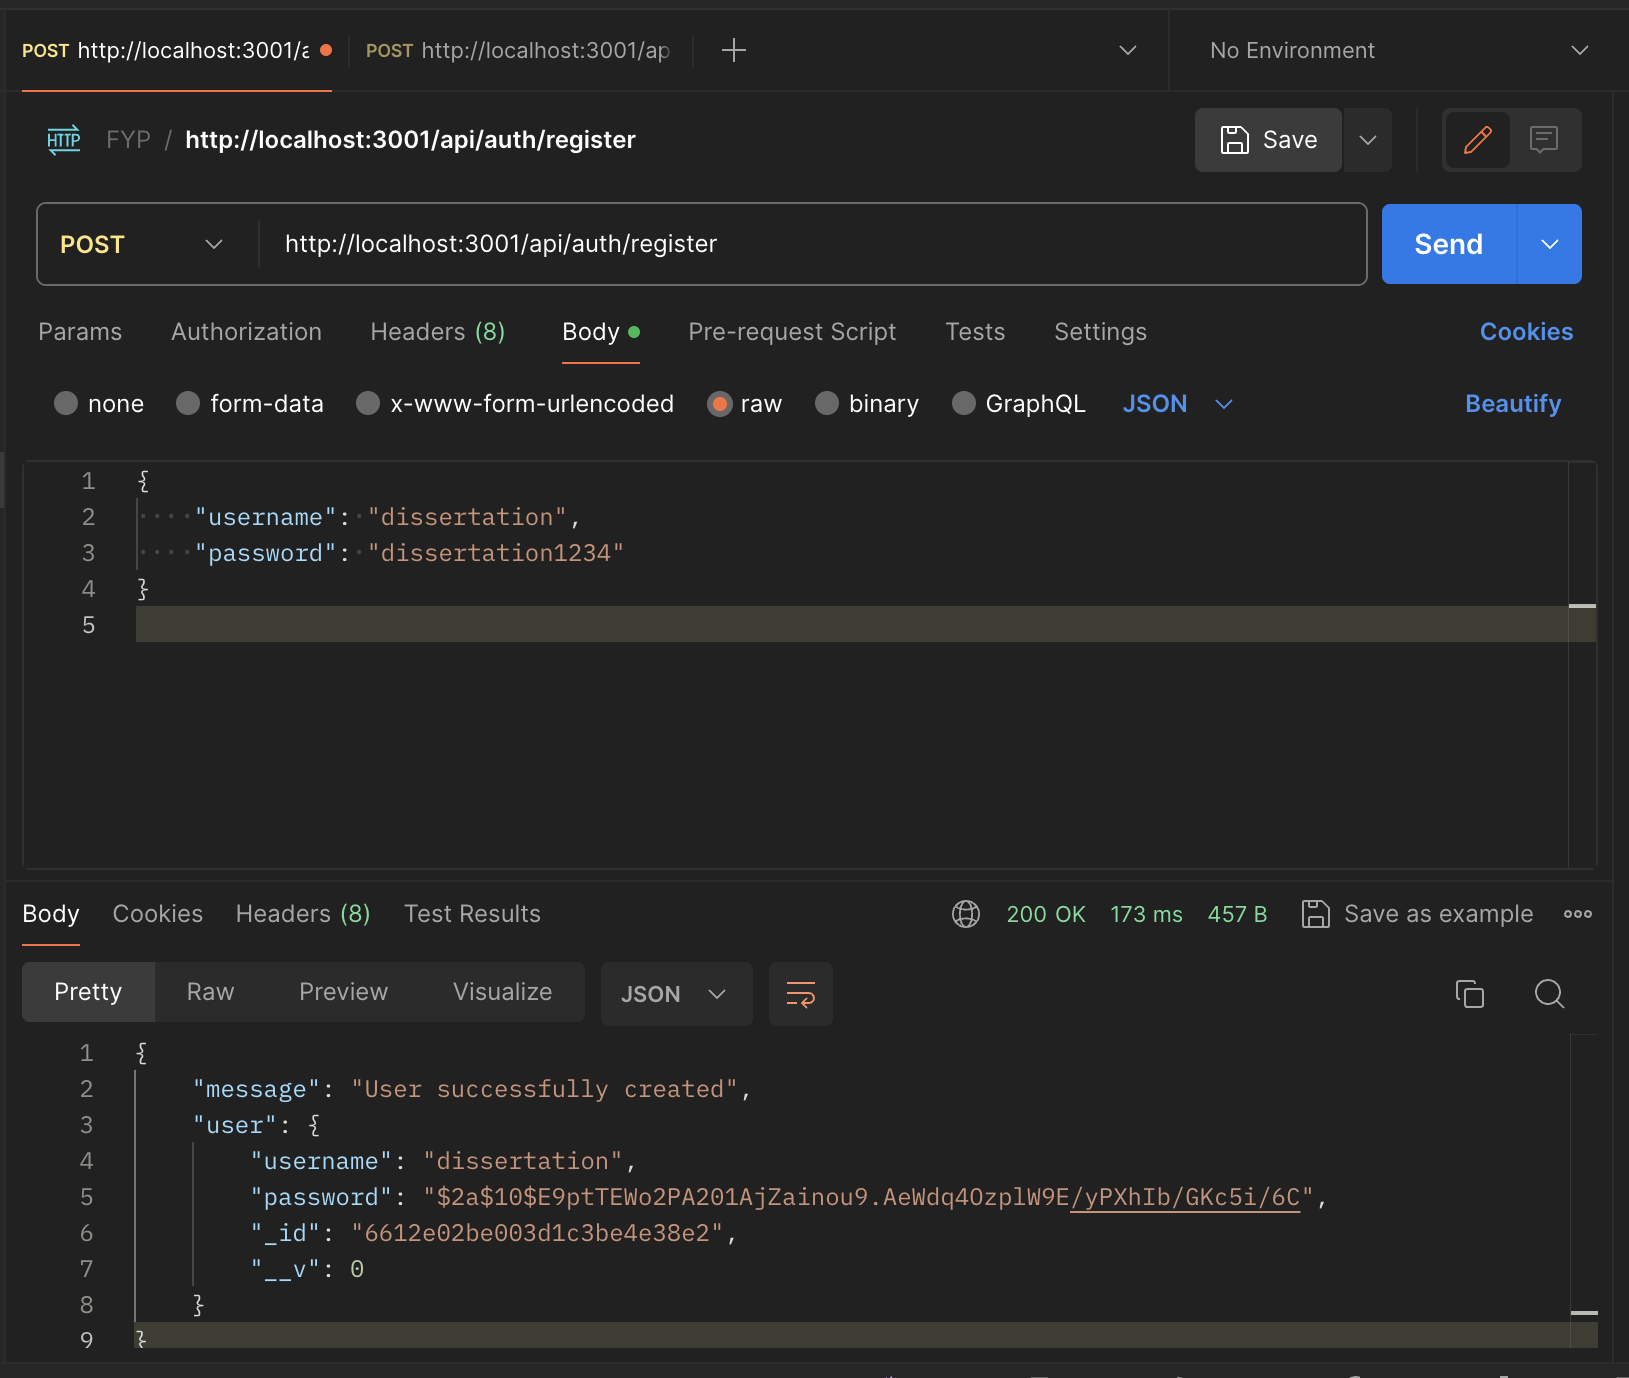 POST http://localhost:3001/a POST http://localhost:3001/ap No Environment
HTTP FYP / http://localhost:3001/api/auth/register Save
POST http://localhost:3001/api/auth/register Send
Params Authorization Headers (8) Body Pre-request Script Tests Settings Cookies
none form-data x-www-form-urlencoded raw binary GraphQL JSON Beautify
1 {
2 "username": "dissertation",
3 "password": "dissertation1234"
4 }
5
Body Cookies Headers (8) Test Results 200 OK 173 ms 457 B Save as example
Pretty Raw Preview Visualize JSON
1 {
2 "message": "User successfully created",
3 "user": {
4 "username": "dissertation",
5 "password": "$2a$10$E9ptTEWo2PA201AjZainou9.AeWdq4OzplW9E/yPXhIb/GKc5i/6C",
6 "_id": "6612e02be003d1c3be4e38e2",
7 "__v": 0
8 }
9 }